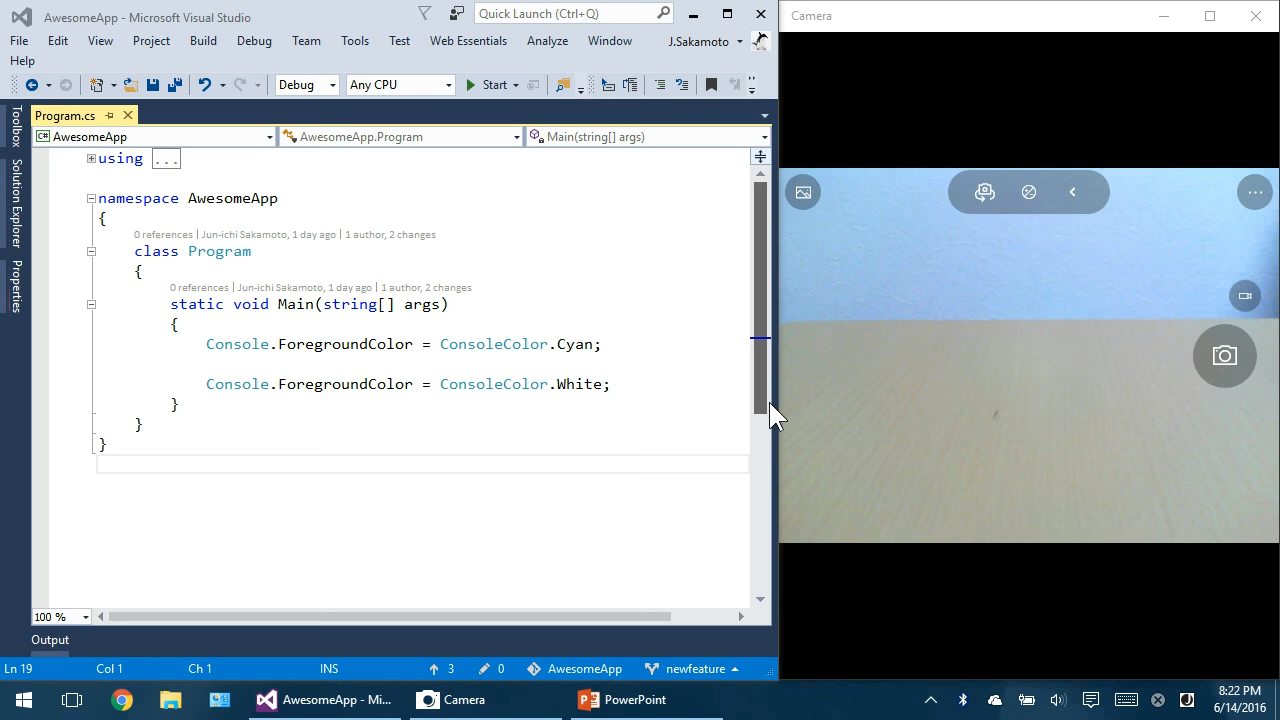 AwesomeApp - Microsoft Visual Studio
Quick Launch (Ctrl+Q)
File Edit View Project Build Debug Team Tools Test Web Essentials Analyze Window J.Sakamoto
Help
Debug Any CPU Start
Program.cs
AwesomeApp AwesomeApp.Program Main(string[] args)
Toolbox
Solution Explorer
Properties
using ...
namespace AwesomeApp
{
0 references | Jun-ichi Sakamoto, 1 day ago | 1 author, 2 changes
class Program
{
0 references | Jun-ichi Sakamoto, 1 day ago | 1 author, 2 changes
static void Main(string[] args)
{
Console.ForegroundColor = ConsoleColor.Cyan;
Console.ForegroundColor = ConsoleColor.White;
}
}
}
100 %
Output
Ln 19 Col 1 Ch 1 INS 3 0 AwesomeApp newfeature
Camera
AwesomeApp - Mi... Camera PowerPoint
8:22 PM
6/14/2016